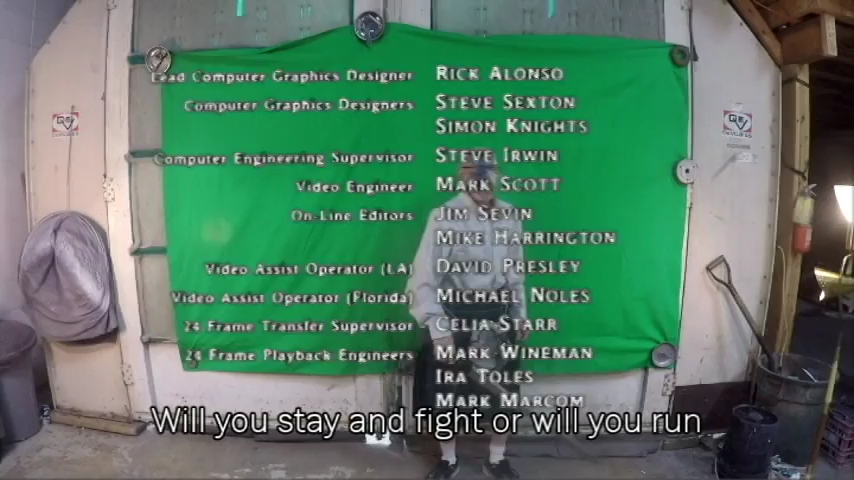 Lead Computer Graphics Designer RICK ALONSO
Computer Graphics Designers STEVE SEXTON
SIMON KNIGHTS
Computer Engineering Supervisor STEVE IRWIN
Video Engineer MARK SCOTT
On-Line Editors JIM SEVIN
MIKE HARRINGTON
Video Assist Operator (LA) DAVID PRESLEY
Video Assist Operator (Florida) MICHAEL NOLES
24 Frame Transfer Supervisor CELIA STARR
24 Frame Playback Engineers MARK WINEMAN
IRA TOLES
MARK MARCOM
Will you stay and fight or will you run